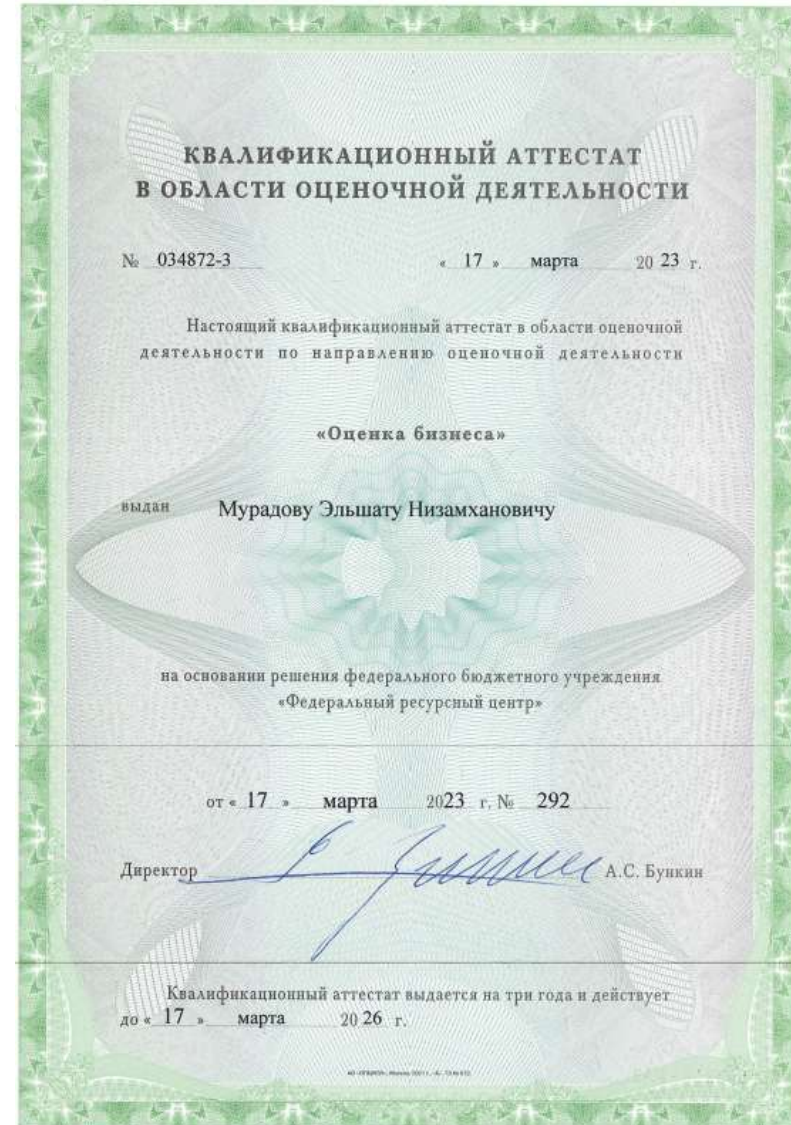 КВАЛИФИКАЦИОННЫЙ АТТЕСТАТ
В ОБЛАСТИ ОЦЕНОЧНОЙ ДЕЯТЕЛЬНОСТИ
№ 034872-3 « 17 » марта 20 23 г.
Настоящий квалификационный аттестат в области оценочной
деятельности по направлению оценочной деятельности
«Оценка бизнеса»
выдан Мурадову Эльшату Низамхановичу
на основании решения федерального бюджетного учреждения
«Федеральный ресурсный центр»
от « 17 » марта 2023 г. № 292
Директор А.С. Бункин
Квалификационный аттестат выдается на три года и действует
до « 17 » марта 20 26 г.